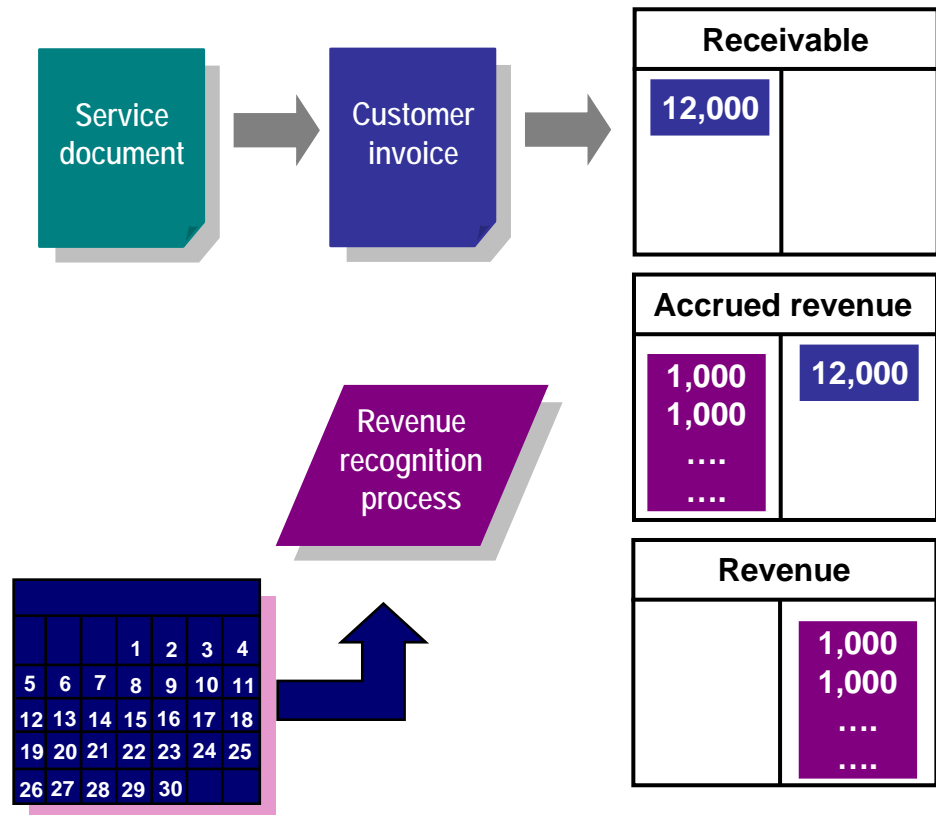 Service
document
Customer
invoice
Receivable
12,000
Accrued revenue
1,000
1,000
....
....
12,000
Revenue
recognition
process
Revenue
1,000
1,000
....
....
1 2 3 4
5 6 7 8 9 10 11
12 13 14 15 16 17 18
19 20 21 22 23 24 25
26 27 28 29 30